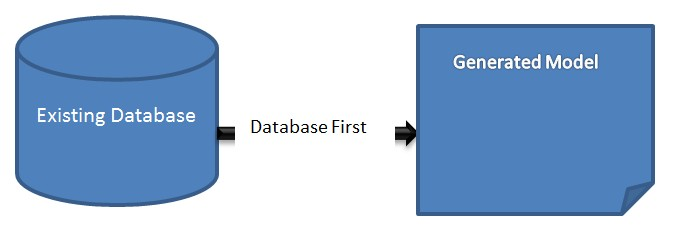 Existing Database
Database First
Generated Model